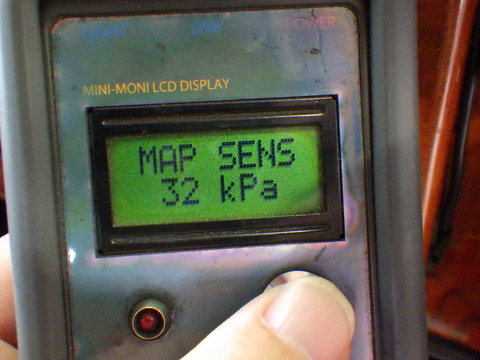 POWER
MINI-MONI LCD DISPLAY
MAP SENS
32 kPa